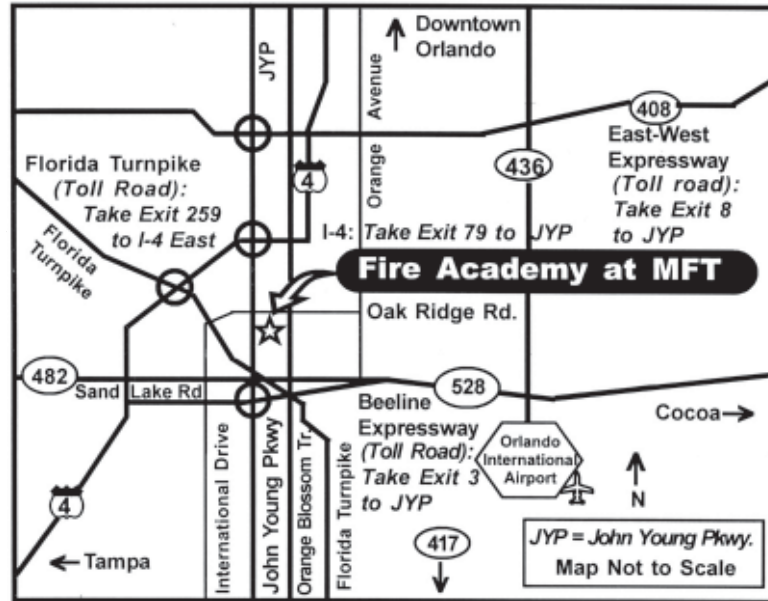 JYP
Avenue
Orange
Downtown
Orlando
408
East-West
Expressway
(Toll road):
Take Exit 8
to JYP
436
4
Florida Turnpike
(Toll Road):
Take Exit 259
to I-4 East
Florida
Turnpike
I-4: Take Exit 79 to JYP
Fire Academy at MFT
Oak Ridge Rd.
482
Sand Lake Rd
528
Beeline
Expressway
(Toll Road):
Take Exit 3
to JYP
Cocoa
Orlando
International
Airport
N
4
Tampa
International Drive
John Young Pkwy
Orange Blossom Tr.
Florida Turnpike
417
JYP = John Young Pkwy.
Map Not to Scale